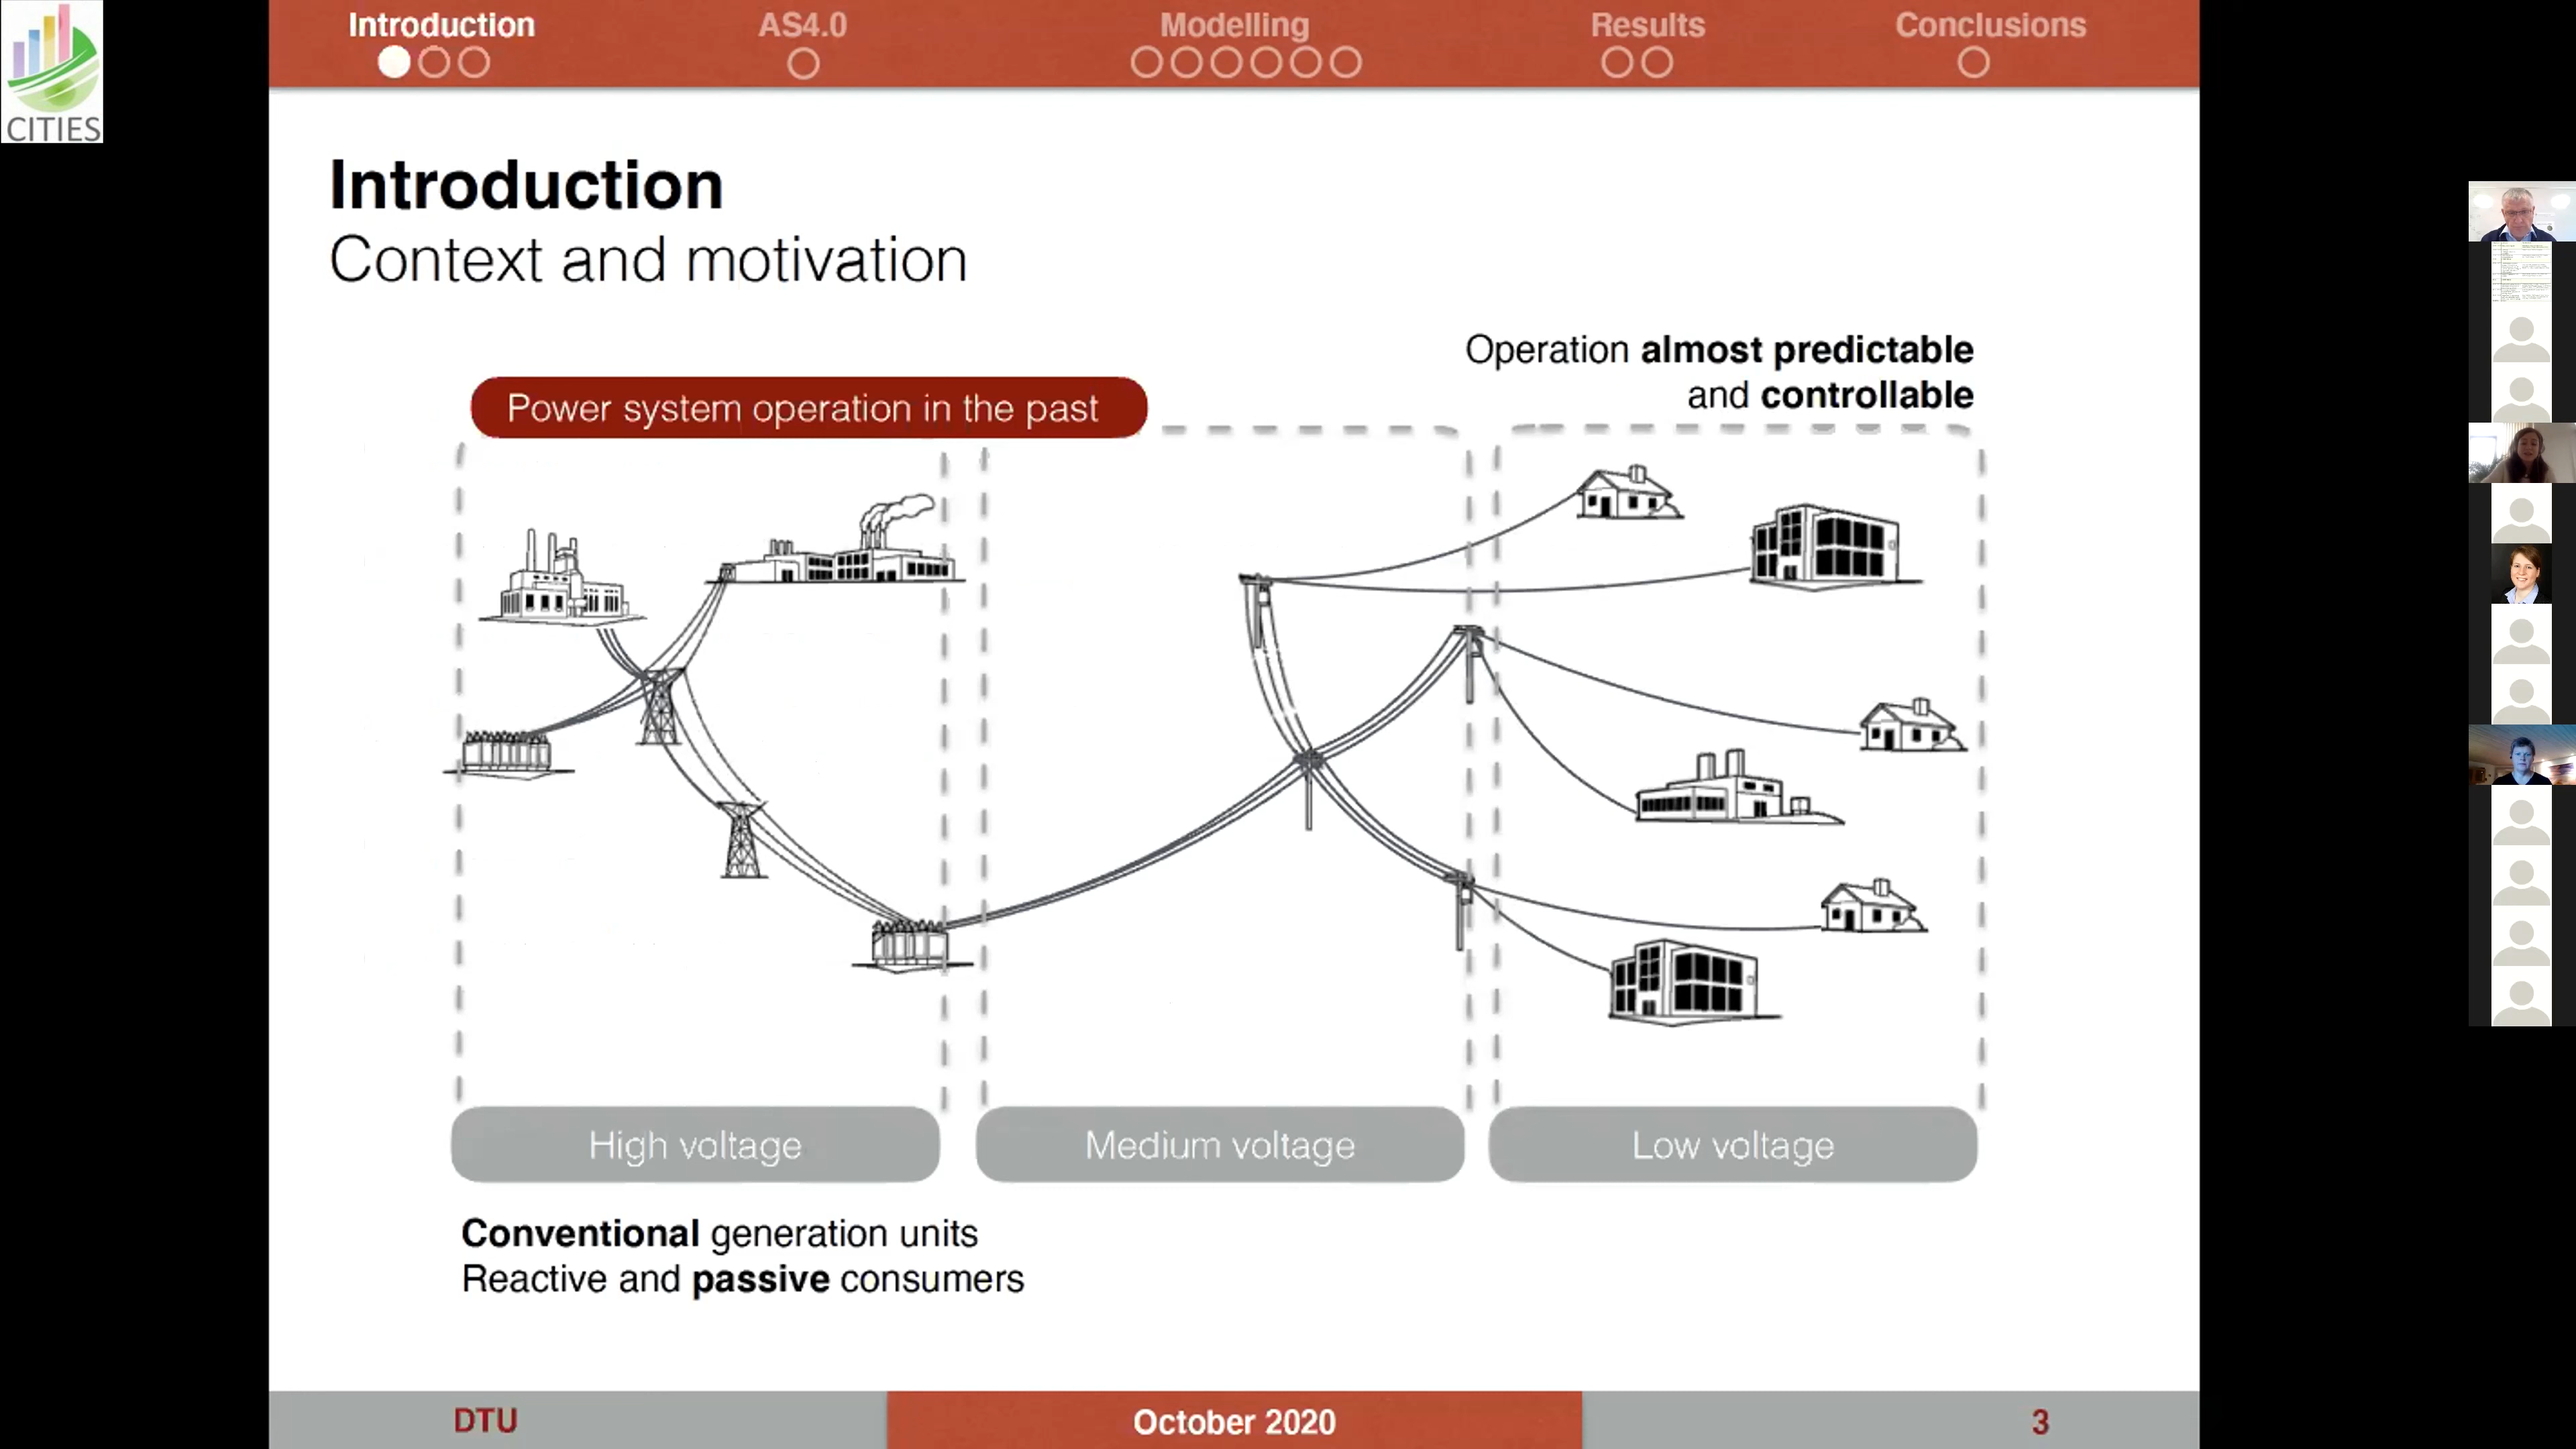 CITIES
Introduction
AS4.0
Modelling
Results
Conclusions
Introduction
Context and motivation
Operation almost predictable
and controllable
Power system operation in the past
High voltage
Medium voltage
Low voltage
Conventional generation units
Reactive and passive consumers
DTU
October 2020
3